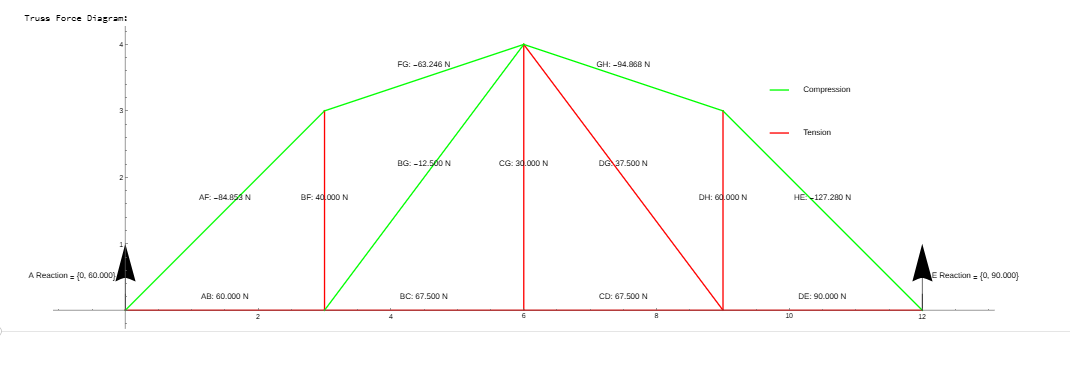 Truss Force Diagram:
4
FG: −63.246 N
GH: −94.868 N
Compression
3
Tension
BG: −12.500 N
CG: 30.000 N
DG: 37.500 N
2
AF: −84.853 N
BF: 40.000 N
DH: 60.000 N
HE: −127.280 N
1
A Reaction = {0, 60.000}
E Reaction = {0, 90.000}
AB: 60.000 N
BC: 67.500 N
CD: 67.500 N
DE: 90.000 N
2
4
6
8
10
12